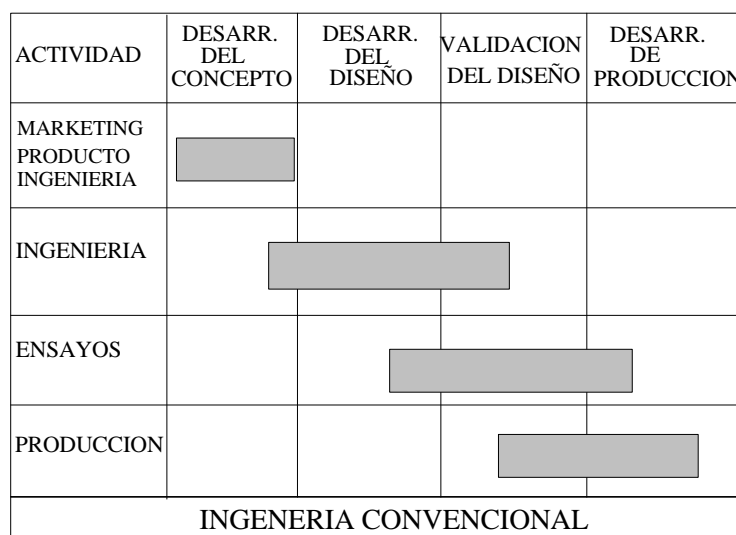 ACTIVIDAD
DESARR.
DEL
CONCEPTO
DESARR.
DEL
DISEÑO
VALIDACION
DEL DISEÑO
DESARR.
DE
PRODUCCION
MARKETING
PRODUCTO
INGENIERIA
INGENIERIA
ENSAYOS
PRODUCCION
INGENERIA CONVENCIONAL